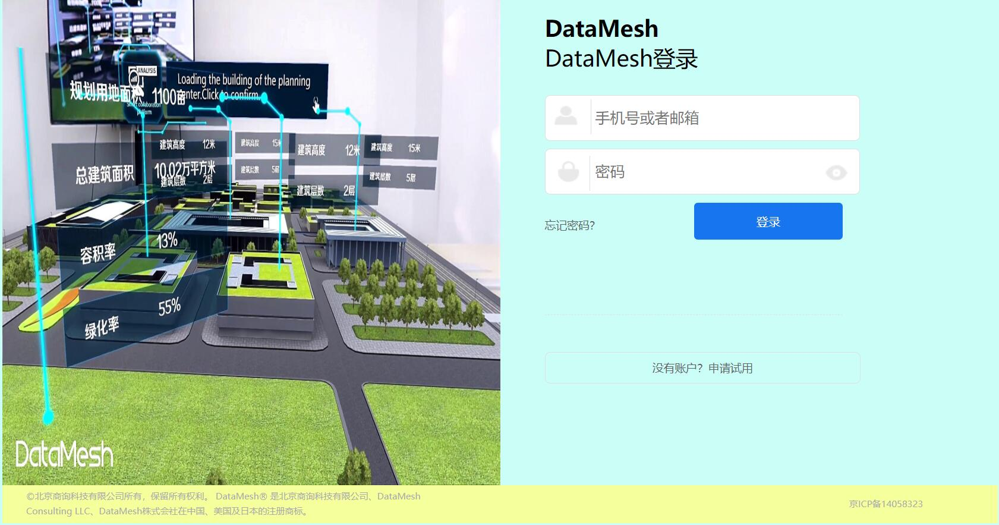 ANALYSIS
Loading the building of the planning
center.Click to confirm.
规划用地面积 1100亩
Smart collaboration
platform
建筑高度 12米
建筑高度 15米
建筑高度 12米
建筑高度 15米
总建筑面积 10.02万平方米
建筑层数 2层
建筑层数 5层
建筑层数 2层
建筑层数 5层
容积率 13%
绿化率 55%
DataMesh
DataMesh
DataMesh登录
手机号或者邮箱
密码
忘记密码?
登录
没有账户? 申请试用
©北京商询科技有限公司所有，保留所有权利。 DataMesh® 是北京商询科技有限公司、DataMesh
Consulting LLC、DataMesh株式会社在中国、美国及日本的注册商标。
京ICP备14058323